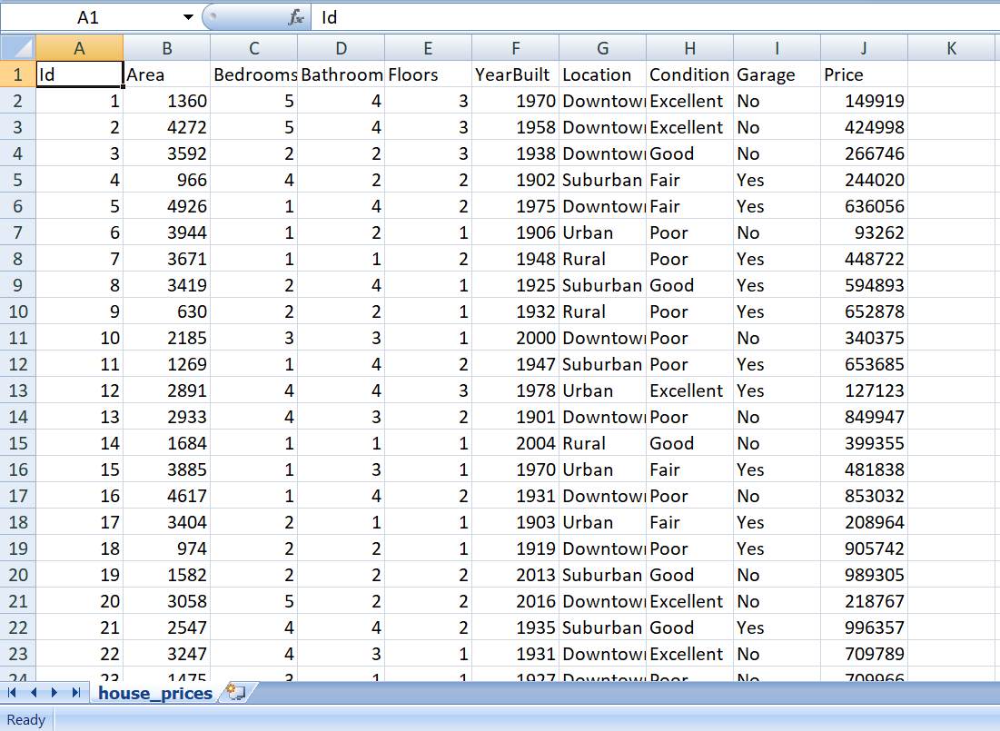 A1 fx Id
A B C D E F G H I J K
1 Id Area Bedrooms Bathroom Floors YearBuilt Location Condition Garage Price
2 1 1360 5 4 3 1970 Downtown Excellent No 149919
3 2 4272 5 4 3 1958 Downtown Excellent No 424998
4 3 3592 2 2 3 1938 Downtown Good No 266746
5 4 966 4 2 2 1902 Suburban Fair Yes 244020
6 5 4926 1 4 2 1975 Downtown Fair Yes 636056
7 6 3944 1 2 1 1906 Urban Poor No 93262
8 7 3671 1 1 2 1948 Rural Poor Yes 448722
9 8 3419 2 4 1 1925 Suburban Good Yes 594893
10 9 630 2 2 1 1932 Rural Poor Yes 652878
11 10 2185 3 3 1 2000 Downtown Poor No 340375
12 11 1269 1 4 2 1947 Suburban Poor Yes 653685
13 12 2891 4 4 3 1978 Urban Excellent Yes 127123
14 13 2933 4 3 2 1901 Downtown Poor No 849947
15 14 1684 1 1 1 2004 Rural Good No 399355
16 15 3885 1 3 1 1970 Urban Fair Yes 481838
17 16 4617 1 4 2 1931 Downtown Poor No 853032
18 17 3404 2 1 1 1903 Urban Fair Yes 208964
19 18 974 2 2 1 1919 Downtown Poor Yes 905742
20 19 1582 2 2 2 2013 Suburban Good No 989305
21 20 3058 5 2 2 2016 Downtown Excellent No 218767
22 21 2547 4 4 2 1935 Suburban Good Yes 996357
23 22 3247 4 3 1 1931 Downtown Excellent No 709789
24 23 1475 3 1 1 1927 Downtown Poor No 709966
house_prices
Ready